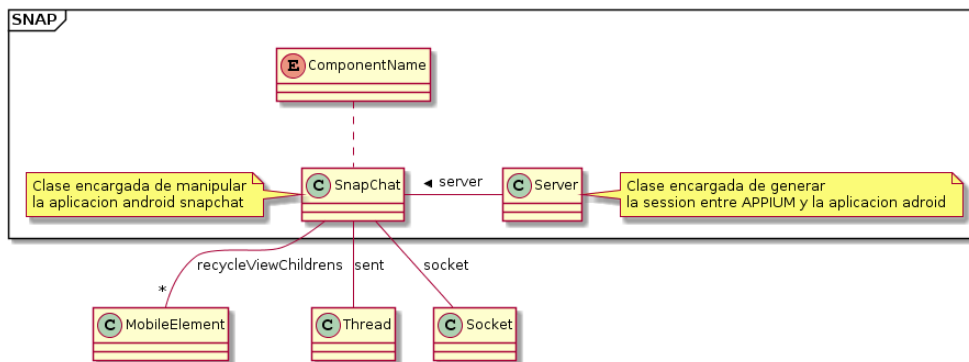 SNAP
E ComponentName
Clase encargada de manipular
la aplicacion android snapchat
C SnapChat
◄ server
C Server
Clase encargada de generar
la session entre APPIUM y la aplicacion adroid
recycleViewChildrens
sent
socket
*
C MobileElement
C Thread
C Socket